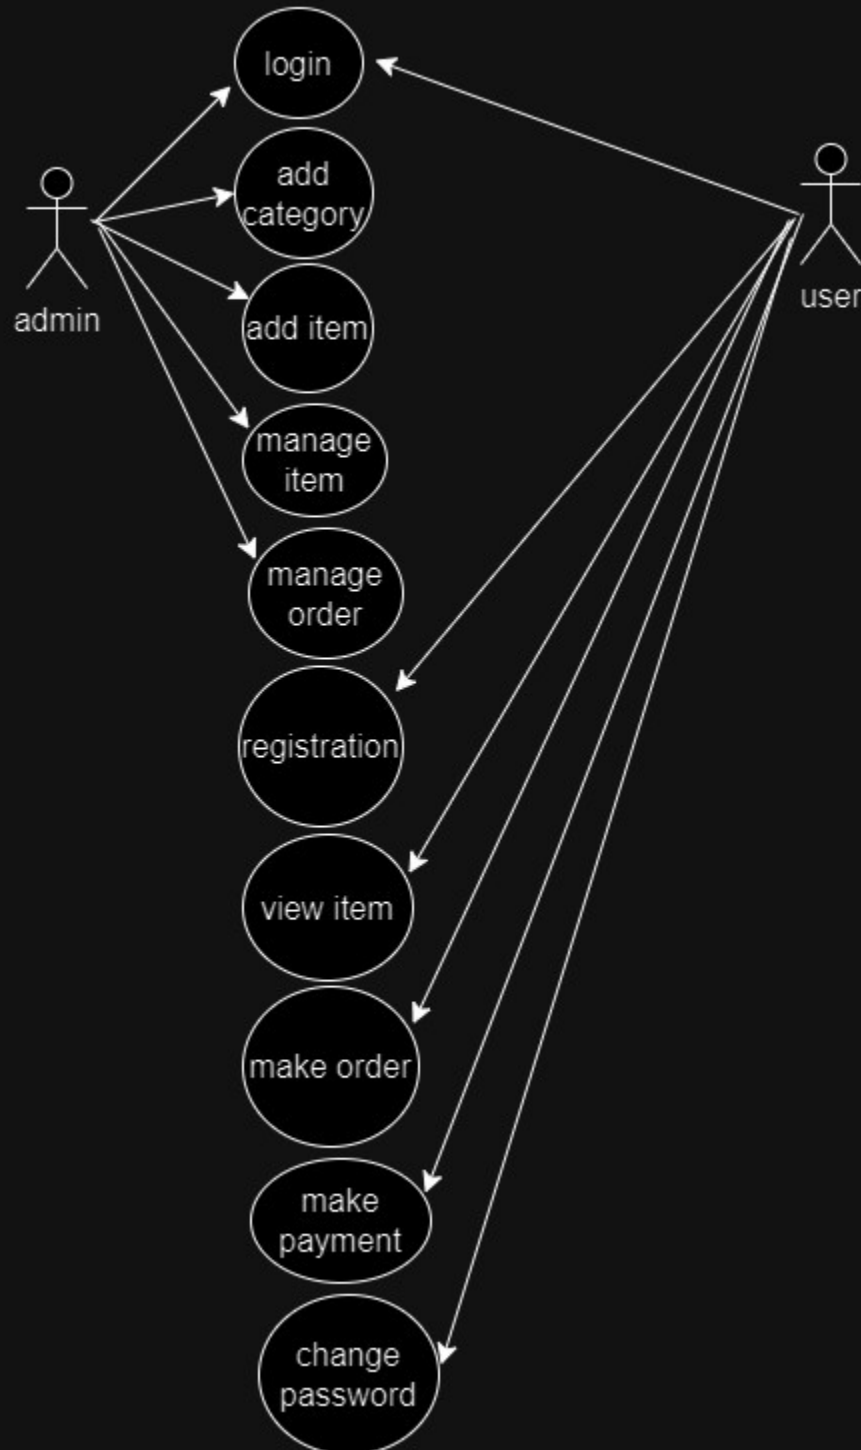 login
add
category
admin
user
add item
manage
item
manage
order
registration
view item
make order
make
payment
change
password